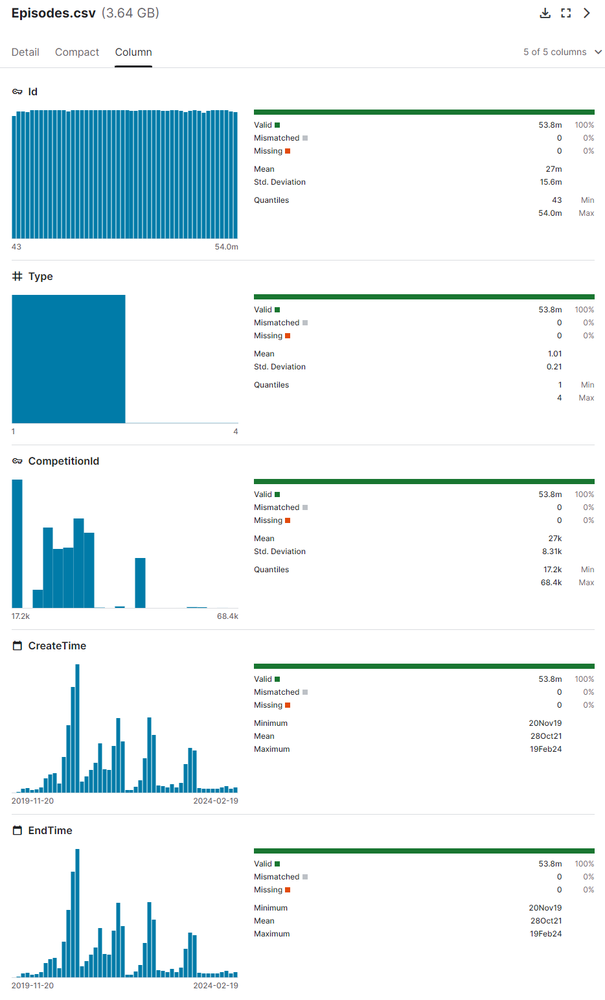 Episodes.csv (3.64 GB)
Detail Compact Column 5 of 5 columns
Id
Valid 53.8m 100%
Mismatched 0 0%
Missing 0 0%
Mean 27m
Std. Deviation 15.6m
Quantiles 43 Min
54.0m Max
43 54.0m
Type
Valid 53.8m 100%
Mismatched 0 0%
Missing 0 0%
Mean 1.01
Std. Deviation 0.21
Quantiles 1 Min
4 Max
1 4
CompetitionId
Valid 53.8m 100%
Mismatched 0 0%
Missing 0 0%
Mean 27k
Std. Deviation 8.31k
Quantiles 17.2k Min
68.4k Max
17.2k 68.4k
CreateTime
Valid 53.8m 100%
Mismatched 0 0%
Missing 0 0%
Minimum 20Nov19
Mean 28Oct21
Maximum 19Feb24
2019-11-20 2024-02-19
EndTime
Valid 53.8m 100%
Mismatched 0 0%
Missing 0 0%
Minimum 20Nov19
Mean 28Oct21
Maximum 19Feb24
2019-11-20 2024-02-19